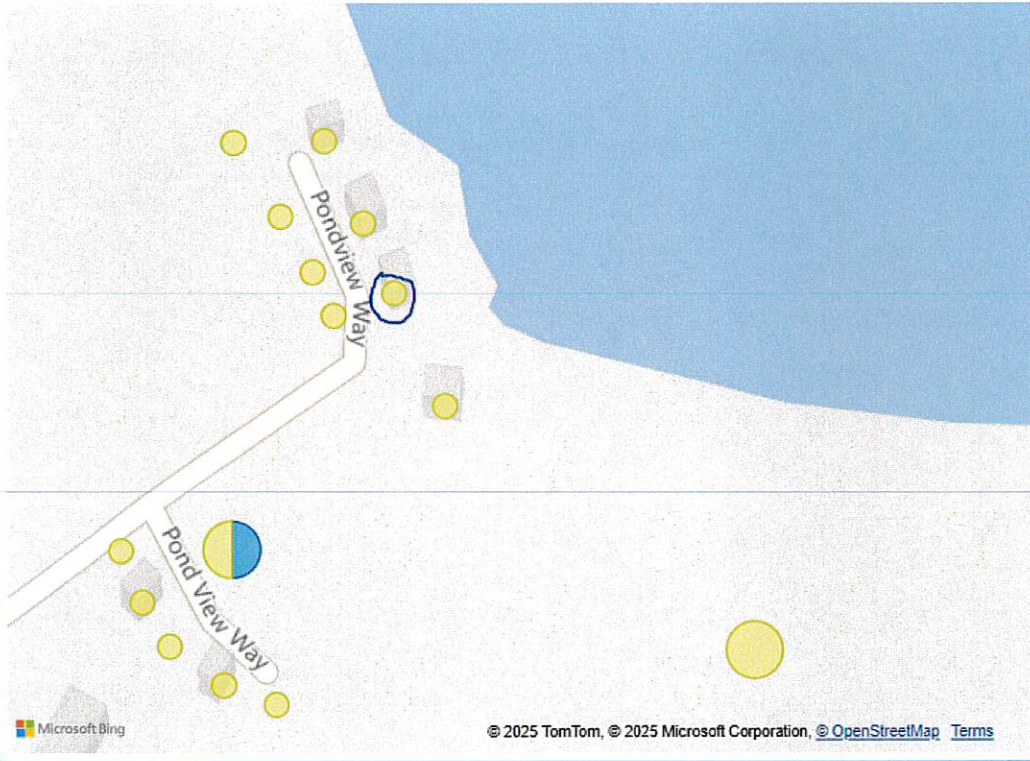 Pondview Way
Pond View Way
Microsoft Bing
© 2025 TomTom, © 2025 Microsoft Corporation, © OpenStreetMap Terms